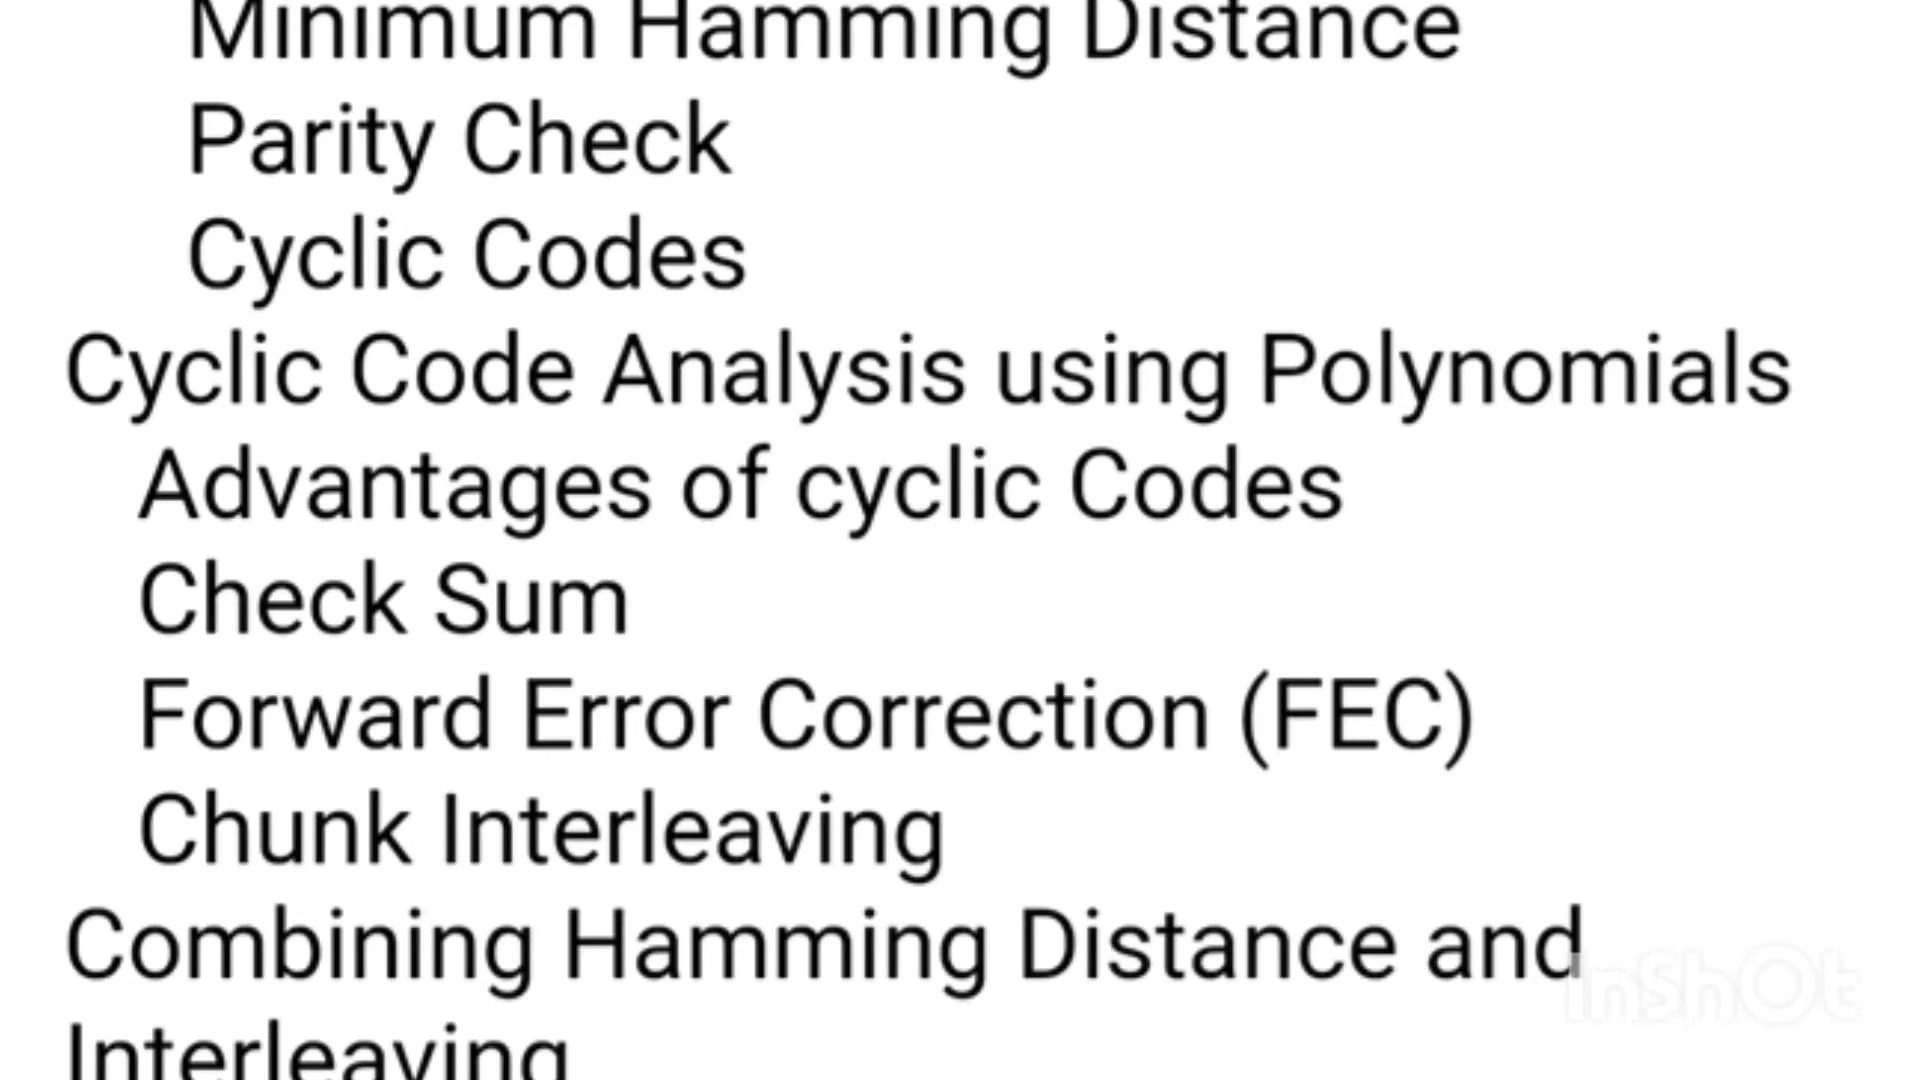 Minimum Hamming Distance
Parity Check
Cyclic Codes
Cyclic Code Analysis using Polynomials
Advantages of cyclic Codes
Check Sum
Forward Error Correction (FEC)
Chunk Interleaving
Combining Hamming Distance and
Interleaving
InShOt